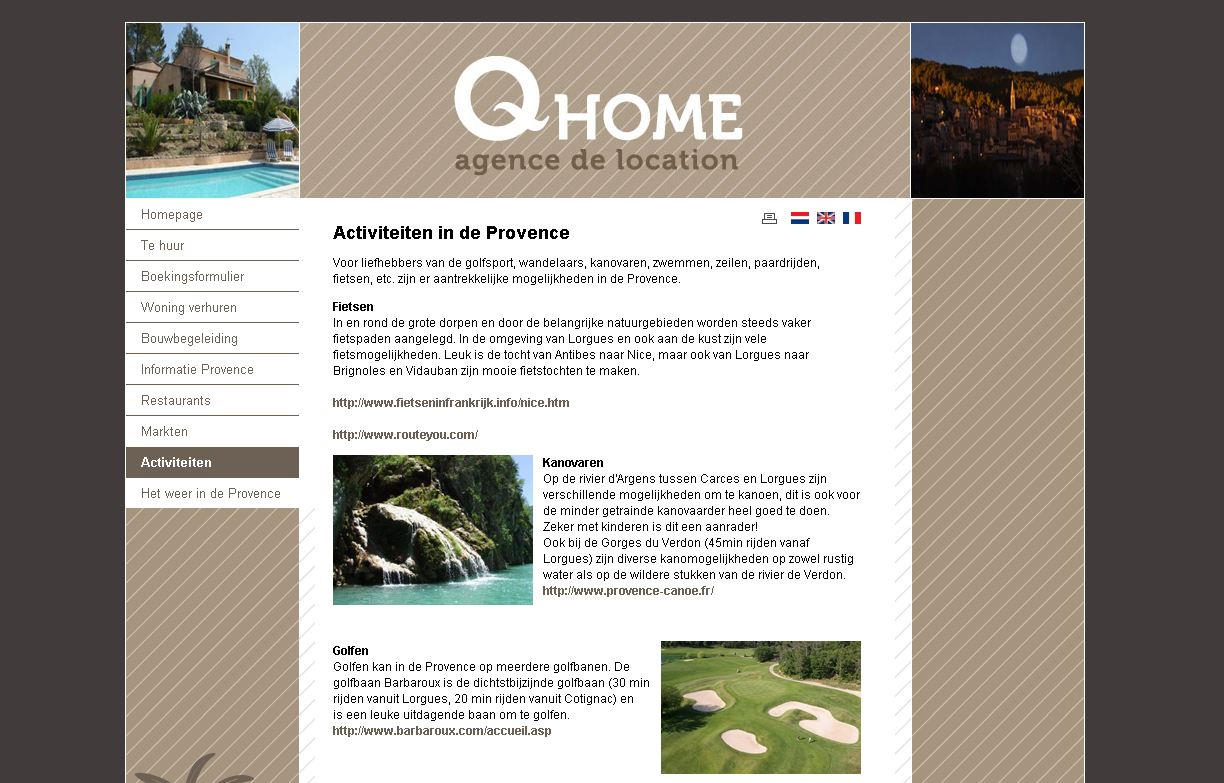 Q HOME
agence de location
Homepage
Te huur
Boekingsformulier
Woning verhuren
Bouwbegeleiding
Informatie Provence
Restaurants
Markten
Activiteiten
Het weer in de Provence
Activiteiten in de Provence
Voor liefhebbers van de golfsport, wandelaars, kanovaren, zwemmen, zeilen, paardrijden,
fietsen, etc. zijn er aantrekkelijke mogelijkheden in de Provence.
Fietsen
In en rond de grote dorpen en door de belangrijke natuurgebieden worden steeds vaker
fietspaden aangelegd. In de omgeving van Lorgues en ook aan de kust zijn vele
fietsmogelijkheden. Leuk is de tocht van Antibes naar Nice, maar ook van Lorgues naar
Brignoles en Vidauban zijn mooie fietstochten te maken.
http://www.fietseninfrankrijk.info/nice.htm
http://www.routeyou.com/
Kanovaren
Op de rivier d'Argens tussen Carces en Lorgues zijn
verschillende mogelijkheden om te kanoen, dit is ook voor
de minder getrainde kanovaarder heel goed te doen.
Zeker met kinderen is dit een aanrader!
Ook bij de Gorges du Verdon (45min rijden vanaf
Lorgues) zijn diverse kanomogelijkheden op zowel rustig
water als op de wildere stukken van de rivier de Verdon.
http://www.provence-canoe.fr/
Golfen
Golfen kan in de Provence op meerdere golfbanen. De
golfbaan Barbaroux is de dichtstbijzijnde golfbaan (30 min
rijden vanuit Lorgues, 20 min rijden vanuit Cotignac) en
is een leuke uitdagende baan om te golfen.
http://www.barbaroux.com/accueil.asp